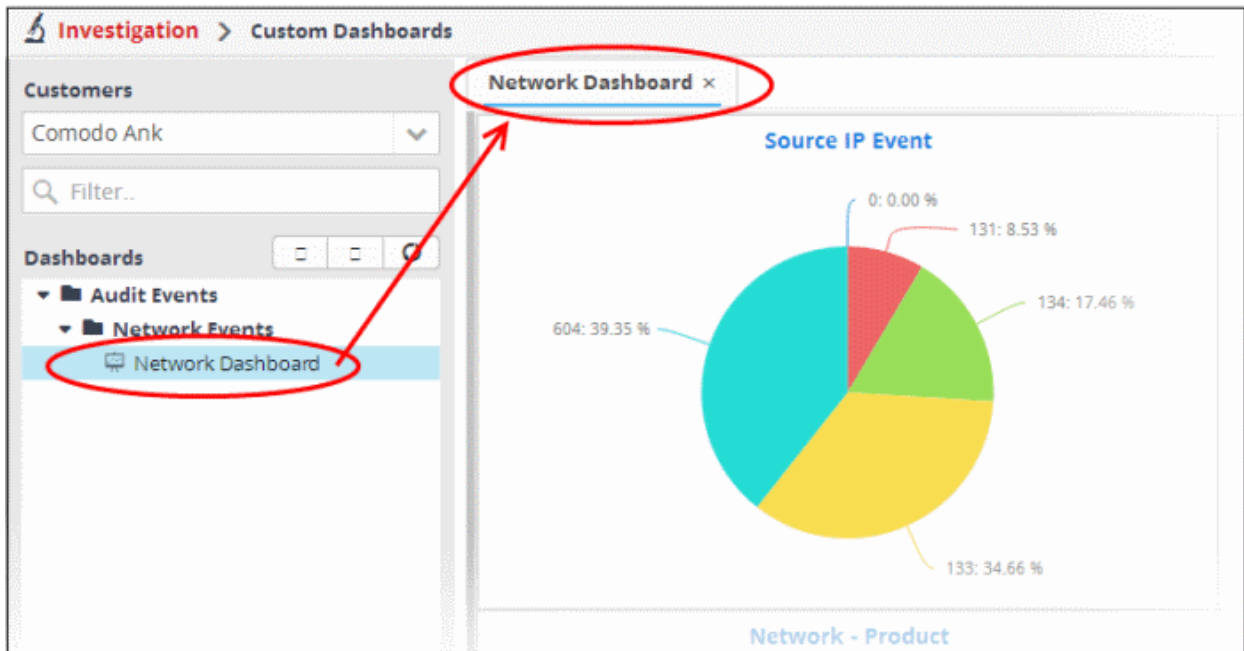 Investigation > Custom Dashboards
Customers
Comodo Ank
Filter..
Dashboards
Audit Events
Network Events
Network Dashboard
Network Dashboard ×
Source IP Event
0: 0.00 %
131: 8.53 %
134: 17.46 %
604: 39.35 %
133: 34.66 %
Network - Product